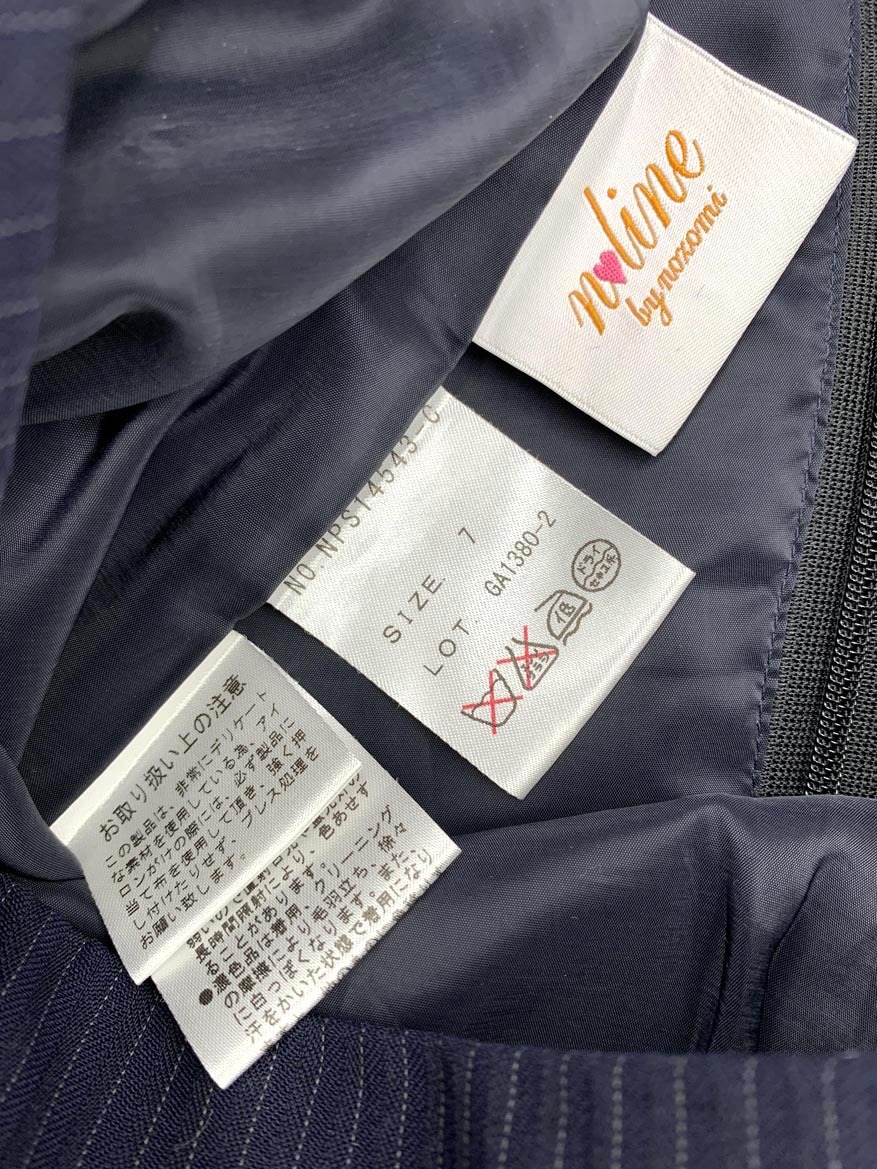 n♥line
by nozomi
NO.NPS14543-C
SIZE. 7
LOT. GA1380-2
エンソ
サラシ
低
ドライ
セキユ系
お取り扱い上の注意
この製品は、非常にデリケート
な素材を使用している為、アイ
ロンがけの際には、必ず製品に
当て布を使用して頂き、強く押
し付けたりせず、プレス処理を
お願い致します。
長時間照射により、色あせす
ることがあります。
●濃色品は着用、クリーニング
の摩擦により毛羽立ち、徐々
に白っぽくなります。また、
汗をかいた状態で着用になり